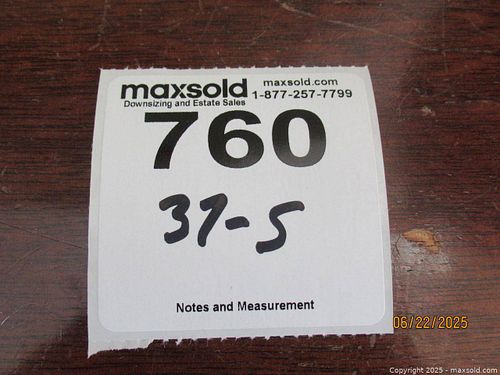 maxsold maxsold.com
Downsizing and Estate Sales 1-877-257-7799
760
37-S
Notes and Measurement
06/22/2025
Copyright 2025 - maxsold.com